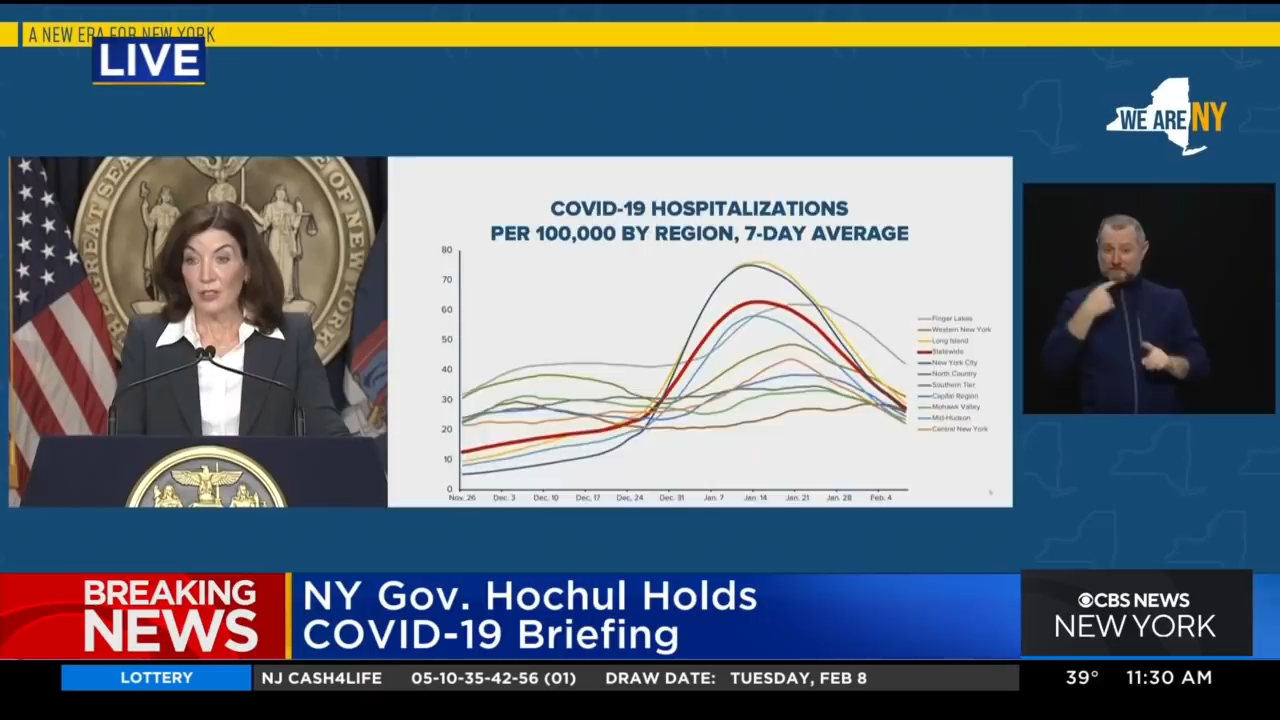 A NEW ERA FOR NEW YORK
LIVE
WE ARE NY
GREAT SEA
OF NEW YORK
COVID-19 HOSPITALIZATIONS
PER 100,000 BY REGION, 7-DAY AVERAGE
80
70
60
50
40
30
20
10
0
Nov. 26 Dec. 3 Dec. 10 Dec. 17 Dec. 24 Dec. 31 Jan. 7 Jan. 14 Jan. 21 Jan. 28 Feb. 4
Finger Lakes
Western New York
Long Island
Statewide
New York City
North Country
Southern Tier
Capital Region
Mohawk Valley
Mid-Hudson
Central New York
BREAKING
NEWS
NY Gov. Hochul Holds
COVID-19 Briefing
CBS NEWS
NEW YORK
LOTTERY NJ CASH4LIFE 05-10-35-42-56 (01) DRAW DATE: TUESDAY, FEB 8 39° 11:30 AM